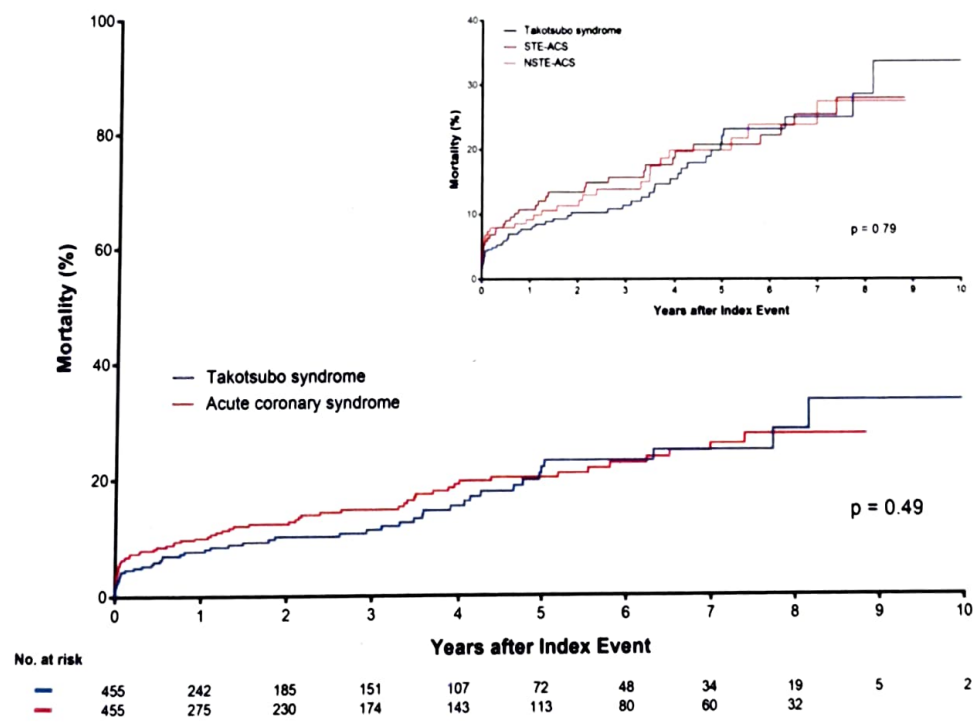 100
80
60
40
20
0
Mortality (%)
Takotsubo syndrome
Acute coronary syndrome
p = 0.49
0 1 2 3 4 5 6 7 8 9 10
Years after Index Event
40
30
20
10
0
Mortality (%)
Takotsubo syndrome
STE-ACS
NSTE-ACS
p = 0.79
0 1 2 3 4 5 6 7 8 9 10
Years after Index Event
No. at risk
455 242 185 151 107 72 48 34 19 5 2
455 275 230 174 143 113 80 60 32